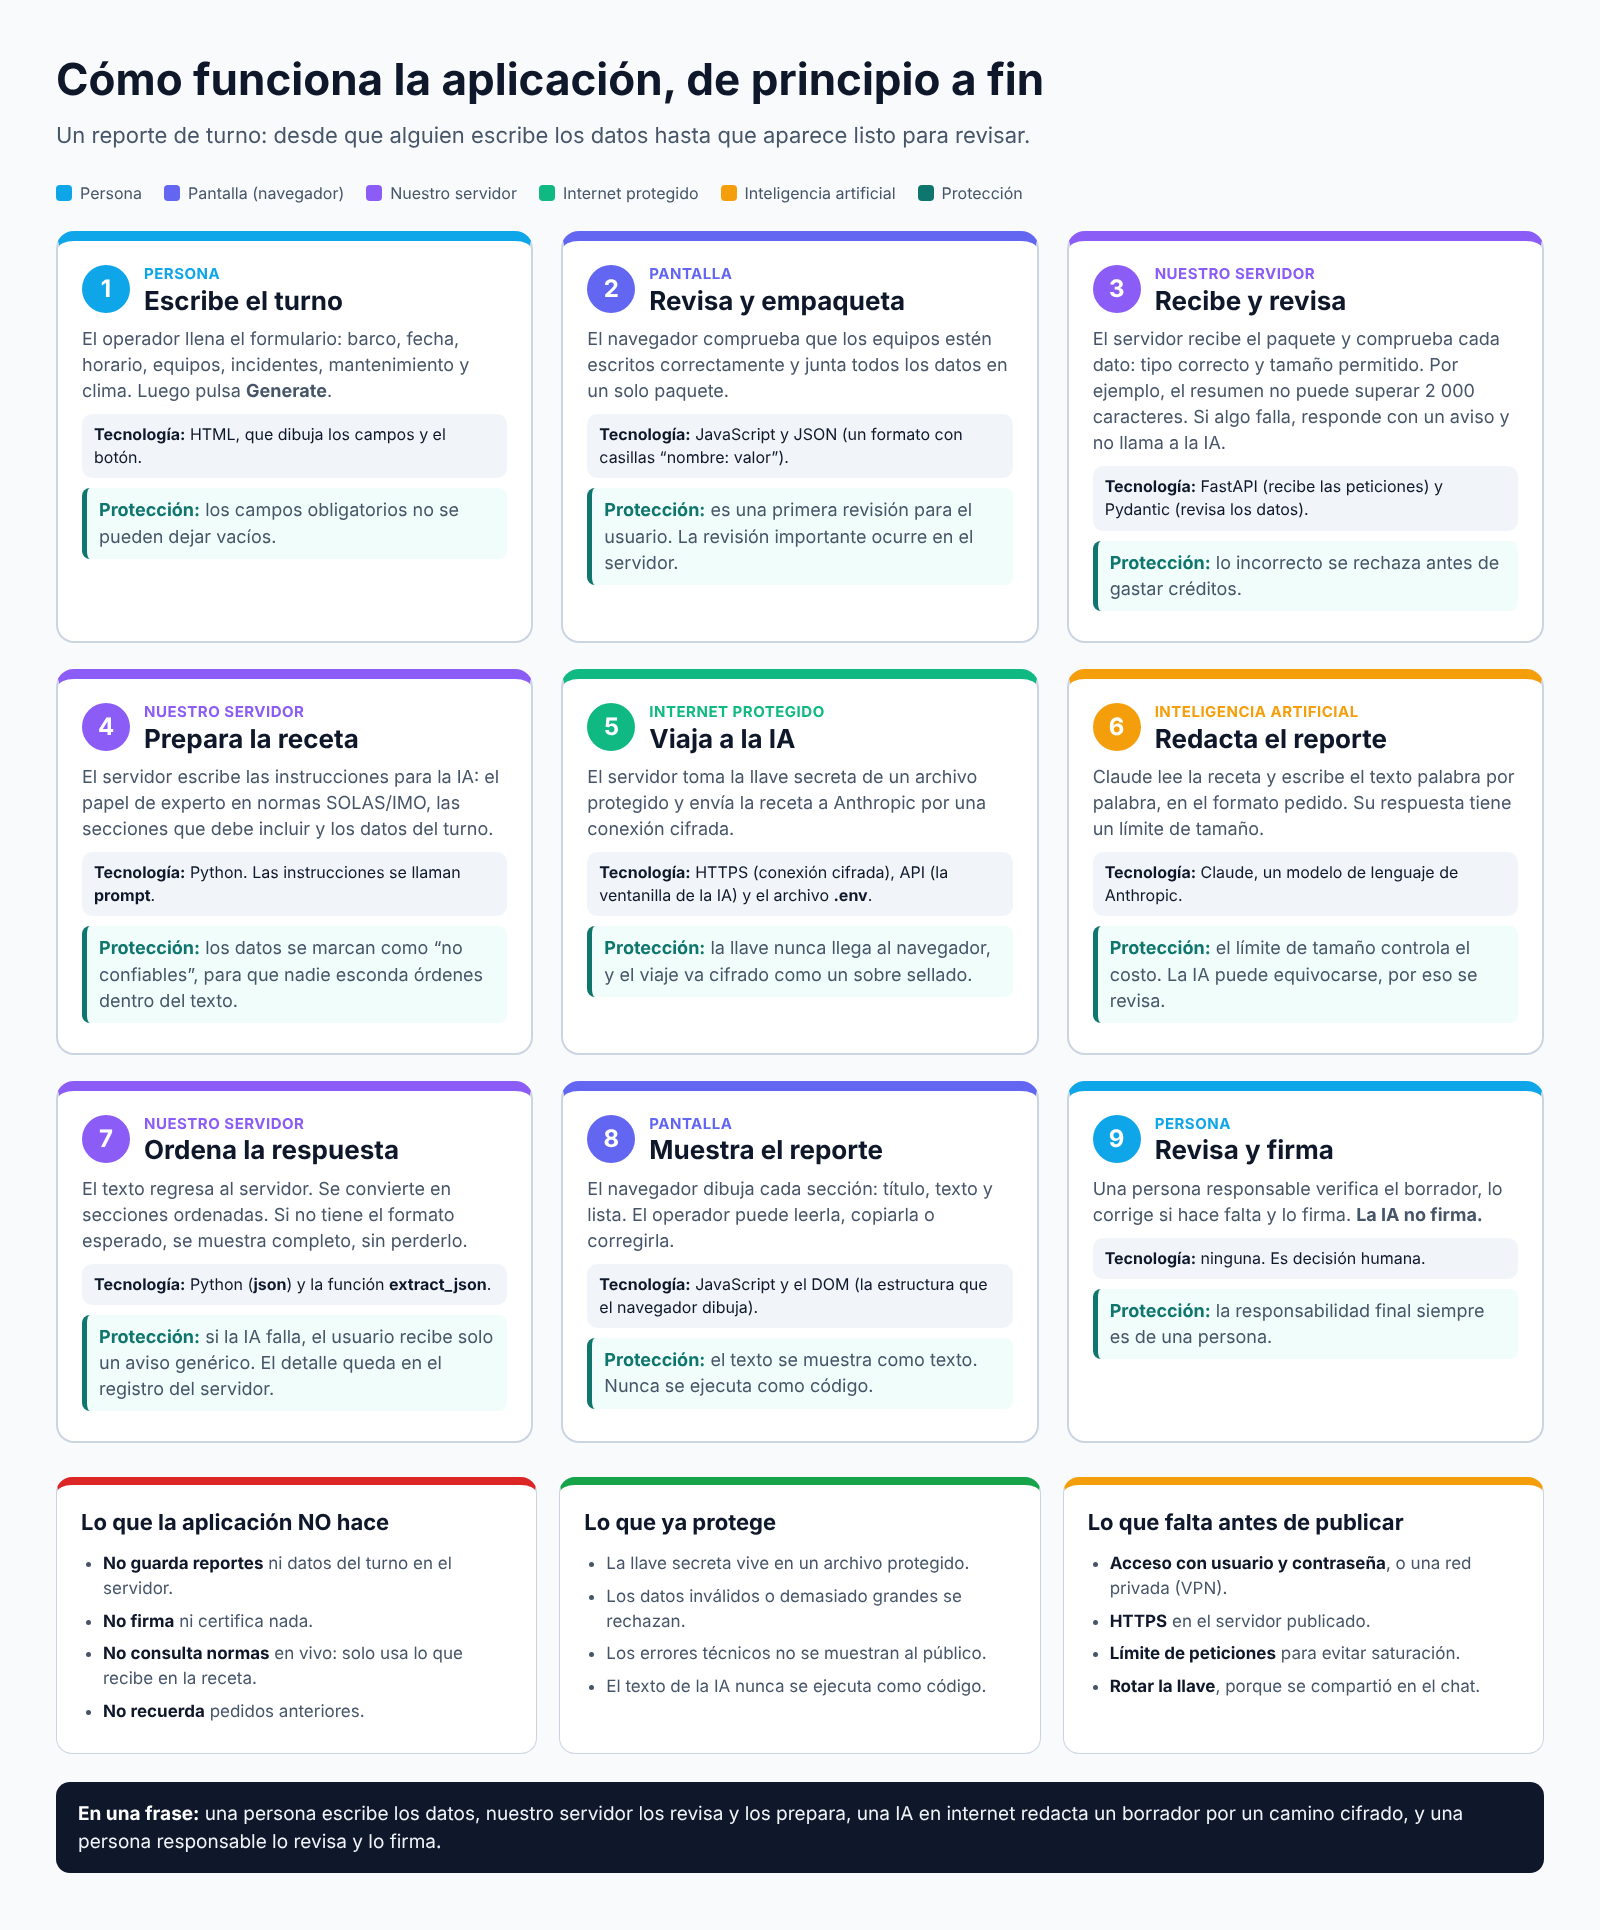 Cómo funciona la aplicación, de principio a fin
Un reporte de turno: desde que alguien escribe los datos hasta que aparece listo para revisar.
Persona
Pantalla (navegador)
Nuestro servidor
Internet protegido
Inteligencia artificial
Protección
1
PERSONA
Escribe el turno
El operador llena el formulario: barco, fecha,
horario, equipos, incidentes, mantenimiento y
clima. Luego pulsa Generate.
Tecnología: HTML, que dibuja los campos y el
botón.
Protección: los campos obligatorios no se
pueden dejar vacíos.
2
PANTALLA
Revisa y empaqueta
El navegador comprueba que los equipos estén
escritos correctamente y junta todos los datos en
un solo paquete.
Tecnología: JavaScript y JSON (un formato con
casillas “nombre: valor”).
Protección: es una primera revisión para el
usuario. La revisión importante ocurre en el
servidor.
3
NUESTRO SERVIDOR
Recibe y revisa
El servidor recibe el paquete y comprueba cada
dato: tipo correcto y tamaño permitido. Por
ejemplo, el resumen no puede superar 2 000
caracteres. Si algo falla, responde con un aviso y
no llama a la IA.
Tecnología: FastAPI (recibe las peticiones) y
Pydantic (revisa los datos).
Protección: lo incorrecto se rechaza antes de
gastar créditos.
4
NUESTRO SERVIDOR
Prepara la receta
El servidor escribe las instrucciones para la IA: el
papel de experto en normas SOLAS/IMO, las
secciones que debe incluir y los datos del turno.
Tecnología: Python. Las instrucciones se llaman
prompt.
Protección: los datos se marcan como “no
confiables”, para que nadie esconda órdenes
dentro del texto.
5
INTERNET PROTEGIDO
Viaja a la IA
El servidor toma la llave secreta de un archivo
protegido y envía la receta a Anthropic por una
conexión cifrada.
Tecnología: HTTPS (conexión cifrada), API (la
ventanilla de la IA) y el archivo .env.
Protección: la llave nunca llega al navegador,
y el viaje va cifrado como un sobre sellado.
6
INTELIGENCIA ARTIFICIAL
Redacta el reporte
Claude lee la receta y escribe el texto palabra por
palabra, en el formato pedido. Su respuesta tiene
un límite de tamaño.
Tecnología: Claude, un modelo de lenguaje de
Anthropic.
Protección: el límite de tamaño controla el
costo. La IA puede equivocarse, por eso se
revisa.
7
NUESTRO SERVIDOR
Ordena la respuesta
El texto regresa al servidor. Se convierte en
secciones ordenadas. Si no tiene el formato
esperado, se muestra completo, sin perderlo.
Tecnología: Python (json) y la función extract_json.
Protección: si la IA falla, el usuario recibe solo
un aviso genérico. El detalle queda en el
registro del servidor.
8
PANTALLA
Muestra el reporte
El navegador dibuja cada sección: título, texto y
lista. El operador puede leerla, copiarla o
corregirla.
Tecnología: JavaScript y el DOM (la estructura que
el navegador dibuja).
Protección: el texto se muestra como texto.
Nunca se ejecuta como código.
9
PERSONA
Revisa y firma
Una persona responsable verifica el borrador, lo
corrige si hace falta y lo firma. La IA no firma.
Tecnología: ninguna. Es decisión humana.
Protección: la responsabilidad final siempre
es de una persona.
Lo que la aplicación NO hace
• No guarda reportes ni datos del turno en el
servidor.
• No firma ni certifica nada.
• No consulta normas en vivo: solo usa lo que
recibe en la receta.
• No recuerda pedidos anteriores.
Lo que ya protege
• La llave secreta vive en un archivo protegido.
• Los datos inválidos o demasiado grandes se
rechazan.
• Los errores técnicos no se muestran al público.
• El texto de la IA nunca se ejecuta como código.
Lo que falta antes de publicar
• Acceso con usuario y contraseña, o una red
privada (VPN).
• HTTPS en el servidor publicado.
• Límite de peticiones para evitar saturación.
• Rotar la llave, porque se compartió en el chat.
En una frase: una persona escribe los datos, nuestro servidor los revisa y los prepara, una IA en internet redacta un borrador por un camino cifrado, y una
persona responsable lo revisa y lo firma.